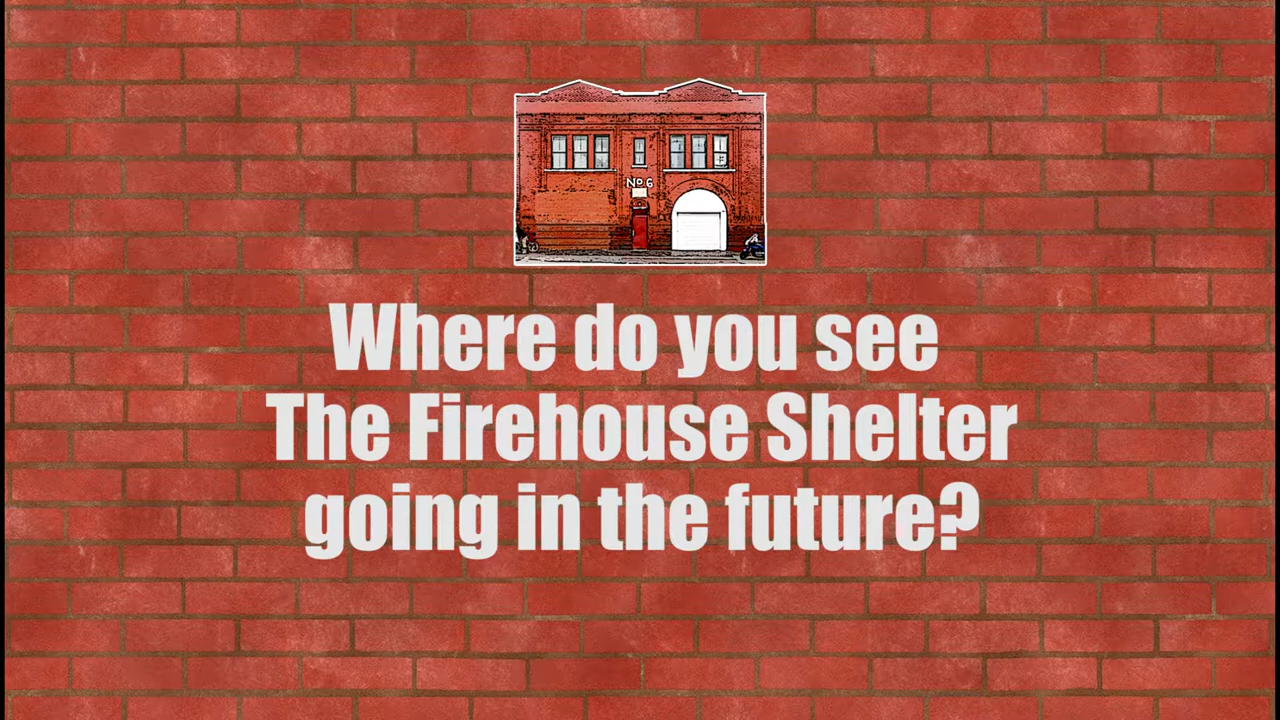 No 6
Where do you see
The Firehouse Shelter
going in the future?